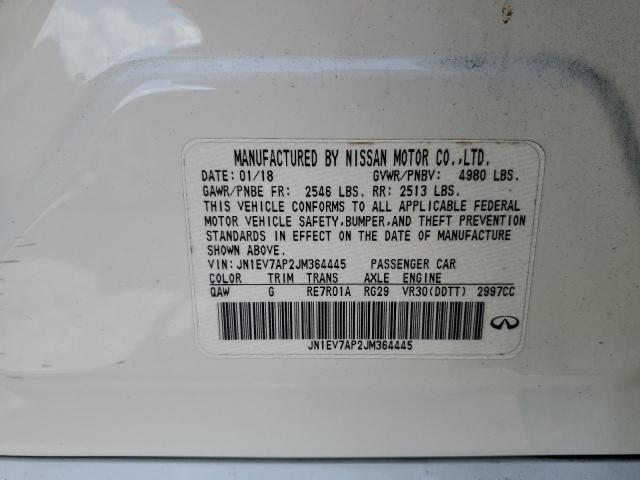 MANUFACTURED BY NISSAN MOTOR CO.,LTD.
DATE: 01/18 GVWR/PNBV: 4980 LBS.
GAWR/PNBE FR: 2546 LBS. RR: 2513 LBS.
THIS VEHICLE CONFORMS TO ALL APPLICABLE FEDERAL
MOTOR VEHICLE SAFETY,BUMPER,AND THEFT PREVENTION
STANDARDS IN EFFECT ON THE DATE OF MANUFACTURE
SHOWN ABOVE.
VIN: JN1EV7AP2JM364445 PASSENGER CAR
COLOR TRIM TRANS AXLE ENGINE
QAW G RE7R01A RG29 VR30(DDTT) 2997CC
JN1EV7AP2JM364445